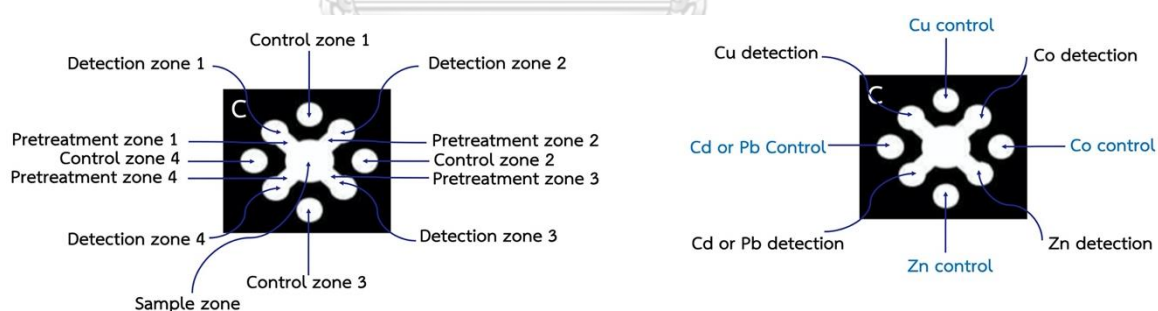 Control zone 1
Detection zone 1
Detection zone 2
C
Pretreatment zone 1
Pretreatment zone 2
Control zone 4
Control zone 2
Pretreatment zone 4
Pretreatment zone 3
Detection zone 4
Detection zone 3
Control zone 3
Sample zone
Cu control
Cu detection
Co detection
C
Cd or Pb Control
Co control
Cd or Pb detection
Zn detection
Zn control